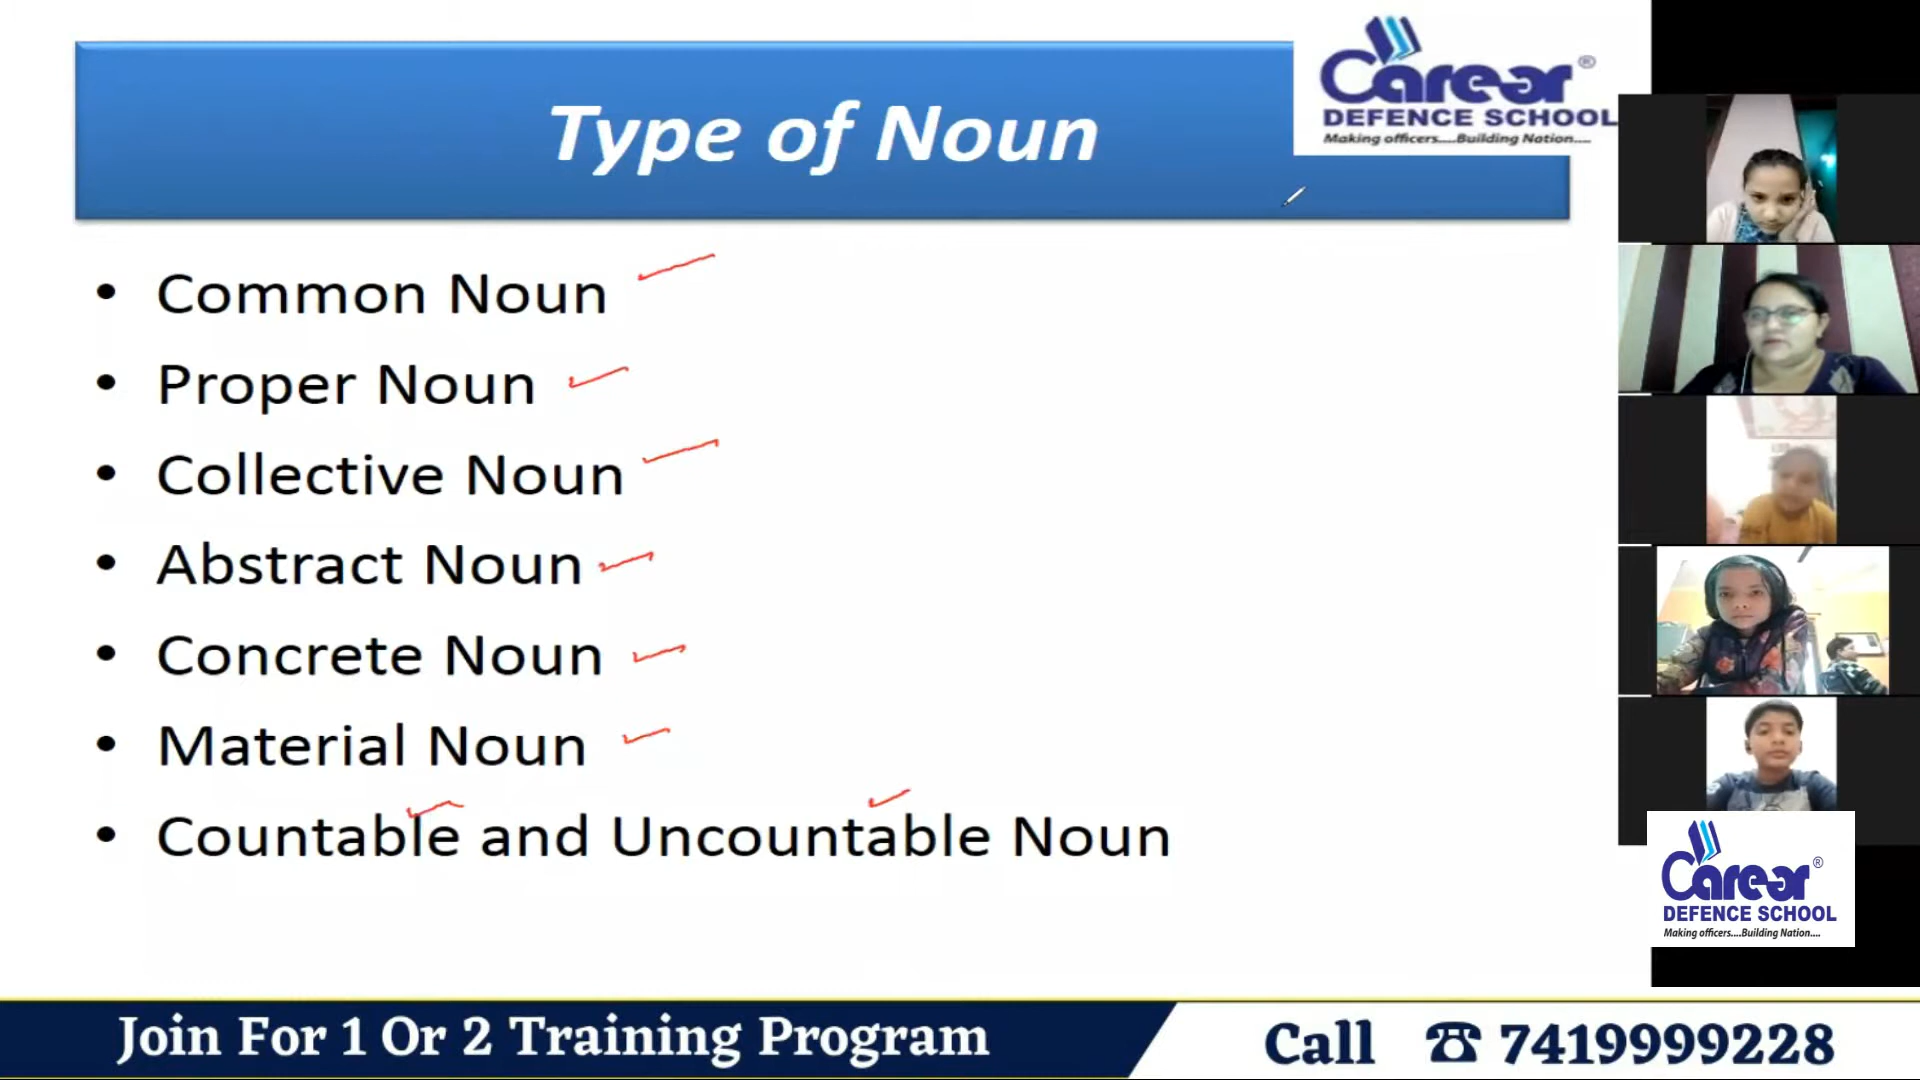 Type of Noun
Carear®
DEFENCE SCHOOL
Making officers....Building Nation....
• Common Noun
• Proper Noun
• Collective Noun
• Abstract Noun
• Concrete Noun
• Material Noun
• Countable and Uncountable Noun
Carear®
DEFENCE SCHOOL
Making officers....Building Nation....
Join For 1 Or 2 Training Program
Call ☎ 7419999228